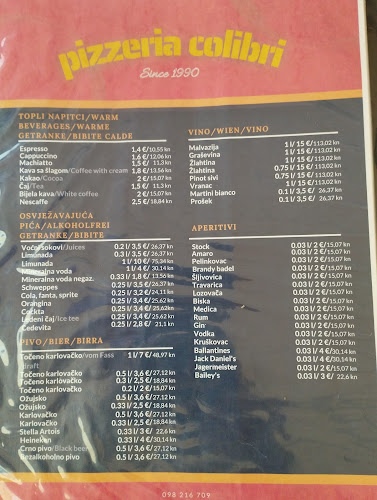 pizzeria colibri
Since 1990
TOPLI NAPITCI/WARM
BEVERAGES/WARME
GETRANKE/BIBITE CALDE
Espresso 1,4 €/10,55 kn
Cappuccino 1,6 €/12,06 kn
Machiatto 1,5 €/ 11,3 kn
Kava sa šlagom/Coffee with cream 1,8 €/13,56 kn
Kakao/Cocoa 2 €/15,07 kn
Čaj/Tea 1,5 €/ 11,3 kn
Bijela kava/White coffee 2 €/15,07 kn
Nescaffe 2,5 €/18,84 kn
OSVJEŽAVAJUĆA
PIĆA/ALKOHOLFREI
GETRANKE/BIBITE
Voćni sokovi/Juices 0.2 l/ 3,5 €/26,37 kn
Limunada 0.3 l/ 3,5 €/26,37 kn
Limunada 1 l/ 10 €/75,34 kn
Mineralna voda 1 l/ 4 €/30,14 kn
Mineralna voda negaz. 0.33 l/ 1,8 €/13,56 kn
Schweppes 0.25 l/ 3,5 €/26,37 kn
Cola, fanta, sprite 0.25 l/ 3,2 €/24,11 kn
Orangina 0.25 l/ 3,4 €/25,62 kn
Cockta 0.25 l/ 3,4 €/25,62 kn
Ledeni čaj/Ice tee 0.25 l/ 3,4 €/25,62 kn
Cedevita 0.25 l/ 2,8€/ 21,1 kn
PIVO/BIER/BIRRA
Točeno karlovačko/vom Fass 1 l/ 7 €/48,97 kn
draft
Točeno karlovačko 0.5 l/ 3,6 €/27,12 kn
Točeno karlovačko 0.3 l/ 2,5 €/18,84 kn
Točeno karlovačko 0.2 l/ 2 €/15,07 kn
Ožujsko 0.5 l/ 3,6 €/27,12 kn
Ožujsko 0.33 l/ 2,5 €/ 18,84 kn
Karlovačko 0.5 l/ 3,6 €/27,12 kn
Karlovačko 0.33 l/ 2,5 €/ 18,84 kn
Stella Artois 0.33 l/ 3 €/ 22,6 kn
Heineken 0.33 l/ 4 €/30,14 kn
Crno pivo/Black beer 0.5 l/ 3,6 €/27,12 kn
Bezalkoholno pivo 0.5 l/ 3,6 €/27,12 kn
VINO/WIEN/VINO
Malvazija 1 l/ 15 €/113,02 kn
Graševina 1 l/ 15 €/113,02 kn
Žlahtina 1 l/ 15 €/113,02 kn
Žlahtina 0.75 l/ 15 €/113,02 kn
Pinot sivi 0.75 l/ 15 €/113,02 kn
Vranac 1 l/ 15 €/113,02 kn
Martini bianco 0.1 l/ 3,5€/ 26,37 kn
Prošek 0.1 l/ 3,5€/ 26,37 kn
APERITIVI
Stock 0.03 l/ 2 €/15,07 kn
Amaro 0.03 l/ 2 €/15,07 kn
Pelinkovac 0.03 l/ 2 €/15,07 kn
Brandy badel 0.03 l/ 2 €/15,07 kn
Šljivovica 0.03 l/ 2 €/15,07 kn
Travarica 0.03 l/ 2 €/15,07 kn
Lozovača 0.03 l/ 2 €/15,07 kn
Biska 0.03 l/ 2 €/15,07 kn
Medica 0.03 l/ 2 €/15,07 kn
Rum 0.03 l/ 2 €/15,07 kn
Gin 0.03 l/ 2 €/15,07 kn
Vodka 0.03 l/ 2 €/15,07 kn
Bruskovac 0.03 l/ 2 €/15,07 kn
Ballantines 0.03 l/ 4 €/30,14 kn
Jack Daniel's 0.03 l/ 4 €/30,14 kn
Jagermeister 0.03 l/ 2€/15,07 kn
Bailey's 0.03 l/ 3 €/ 22,6 kn
098 216 709